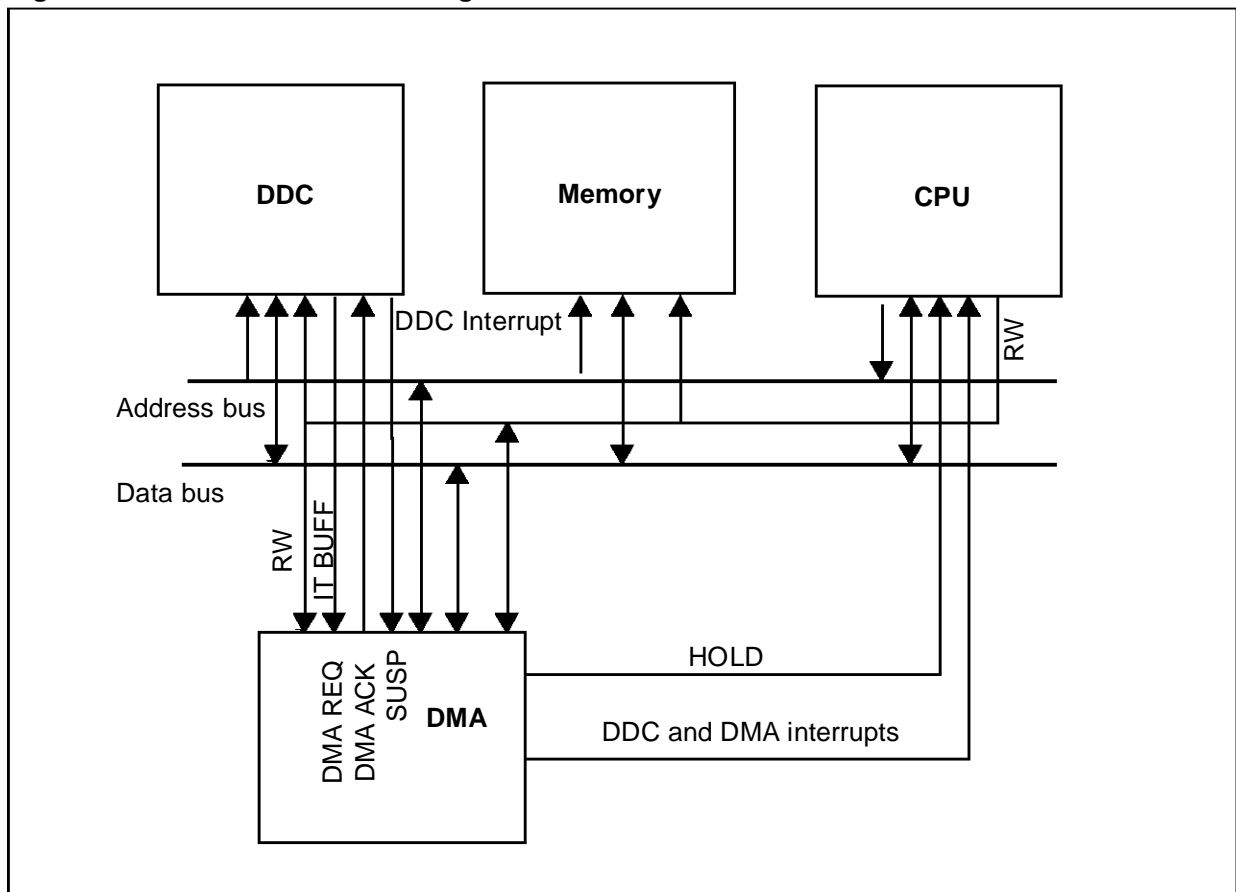 DDC
Memory
CPU
DDC Interrupt
RW
Address bus
Data bus
RW
IT BUFF
DMA REQ
DMA ACK
SUSP
DMA
HOLD
DDC and DMA interrupts